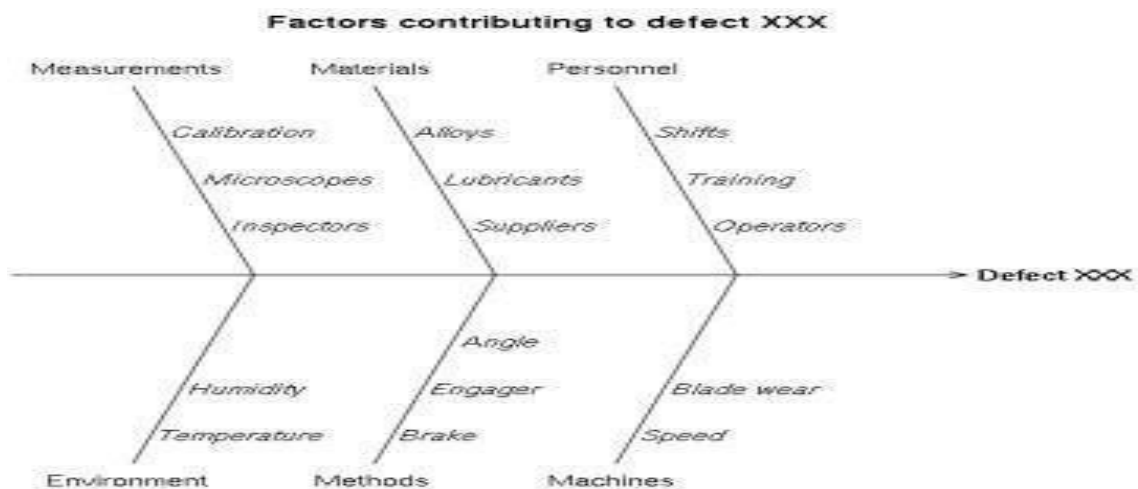 Factors contributing to defect XXX
Measurements Materials Personnel
Calibration Alloys Shifts
Microscopes Lubricants Training
Inspectors Suppliers Operators
Defect XXX
Angle
Humidity Engager Blade wear
Temperature Brake Speed
Environment Methods Machines